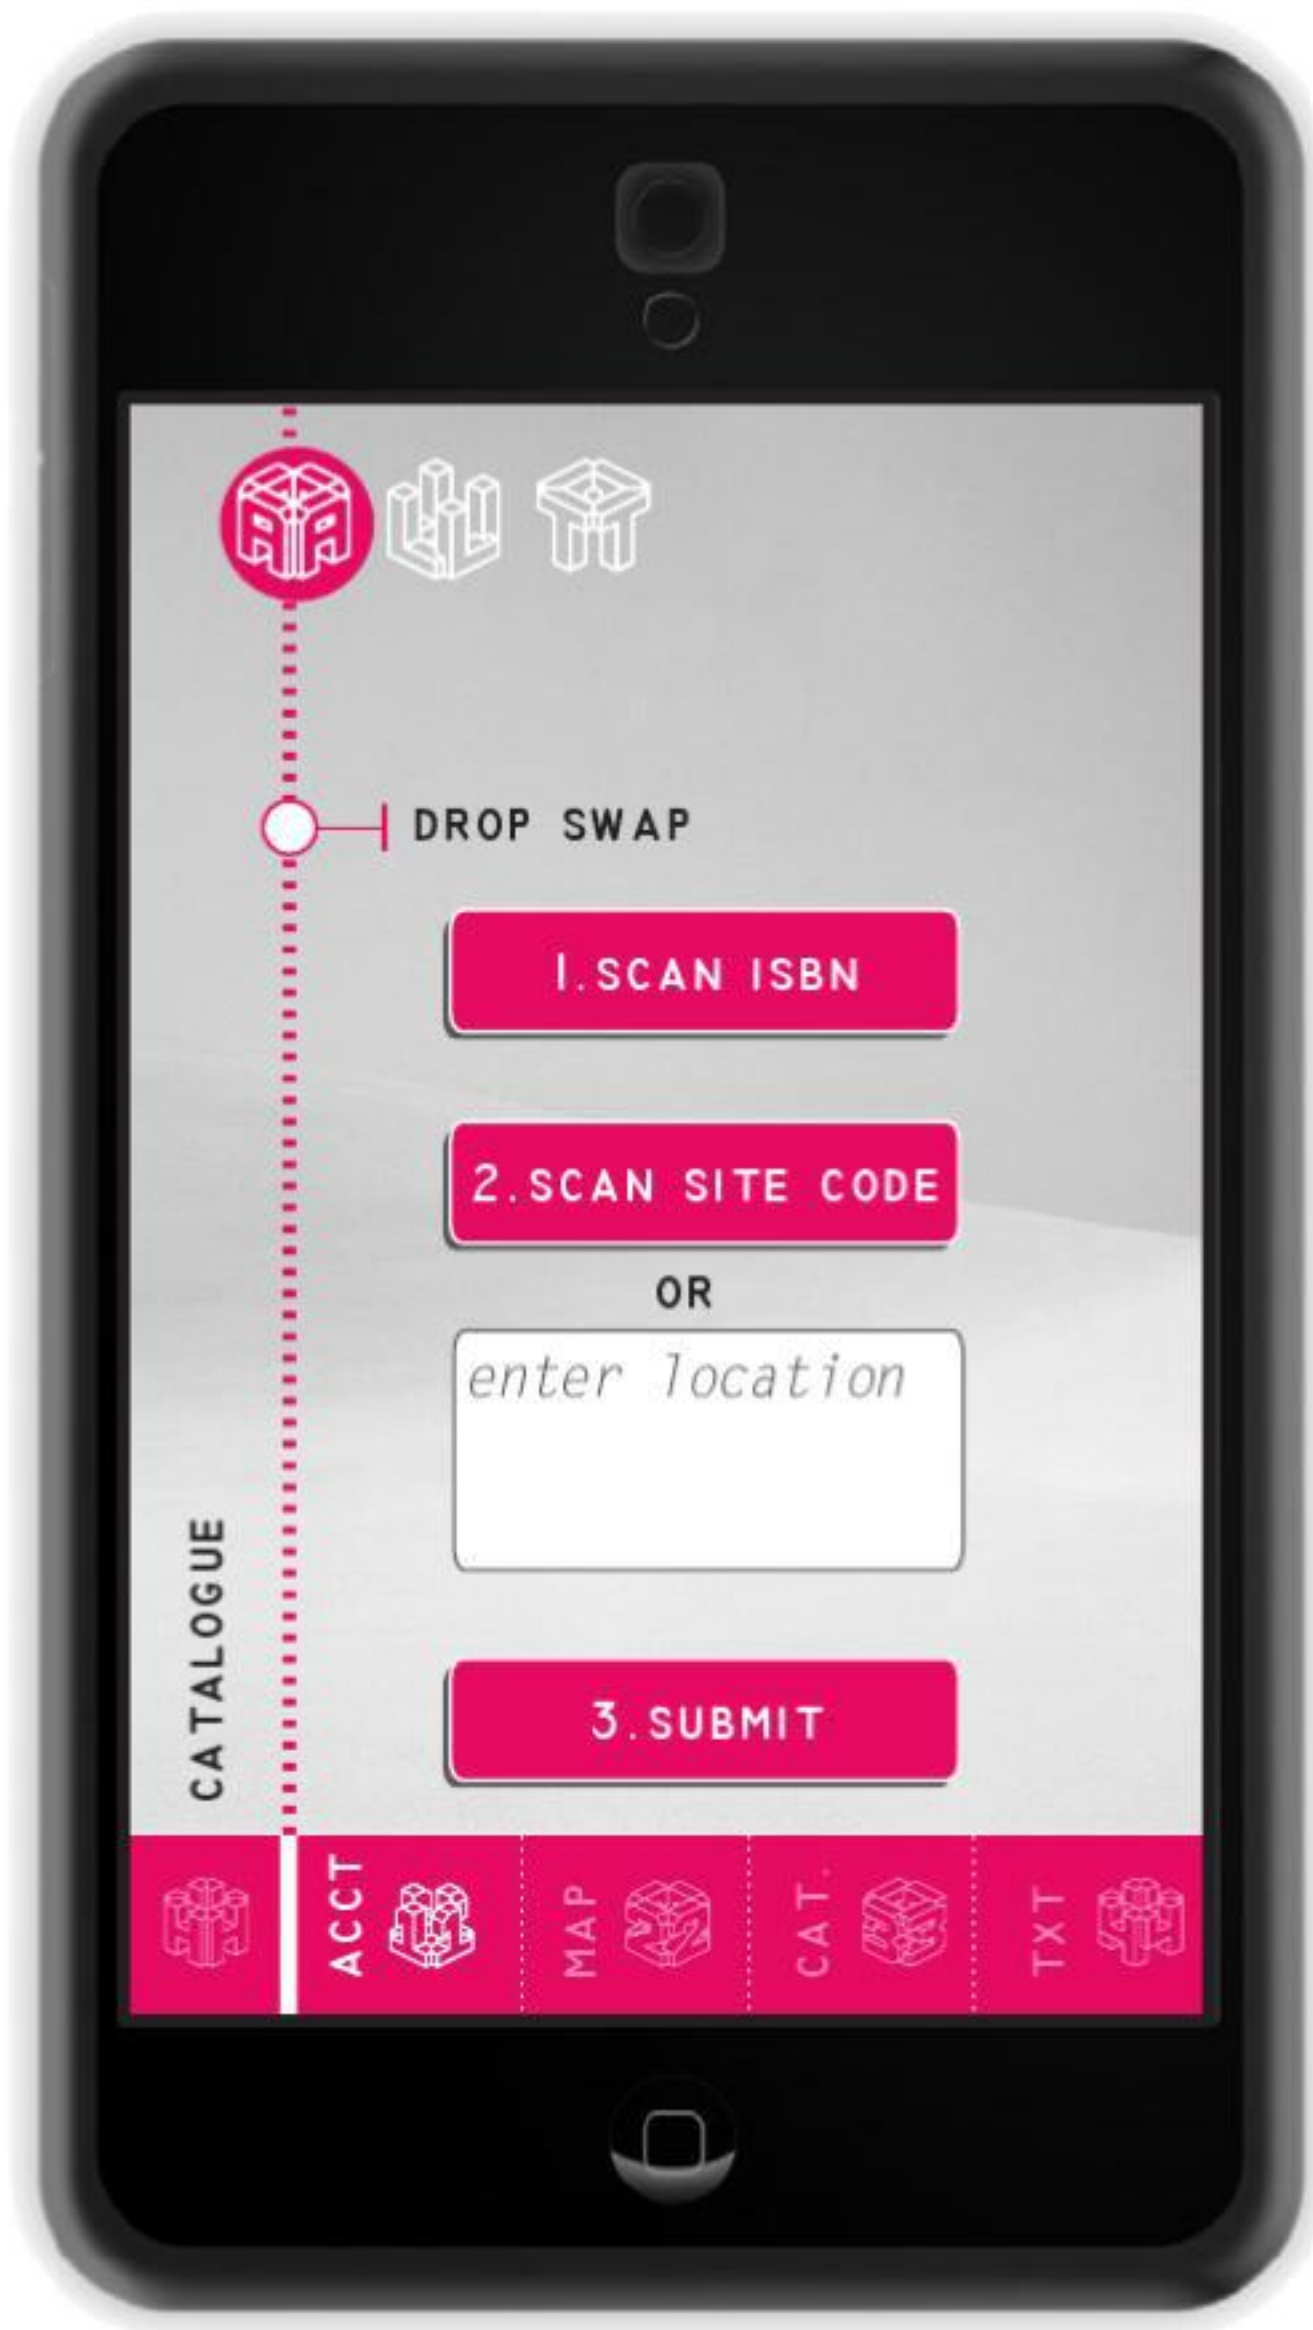 DROP SWAP
1.SCAN ISBN
2.SCAN SITE CODE
OR
enter location
CATALOGUE
3.SUBMIT
ACCT
MAP
CAT.
TXT